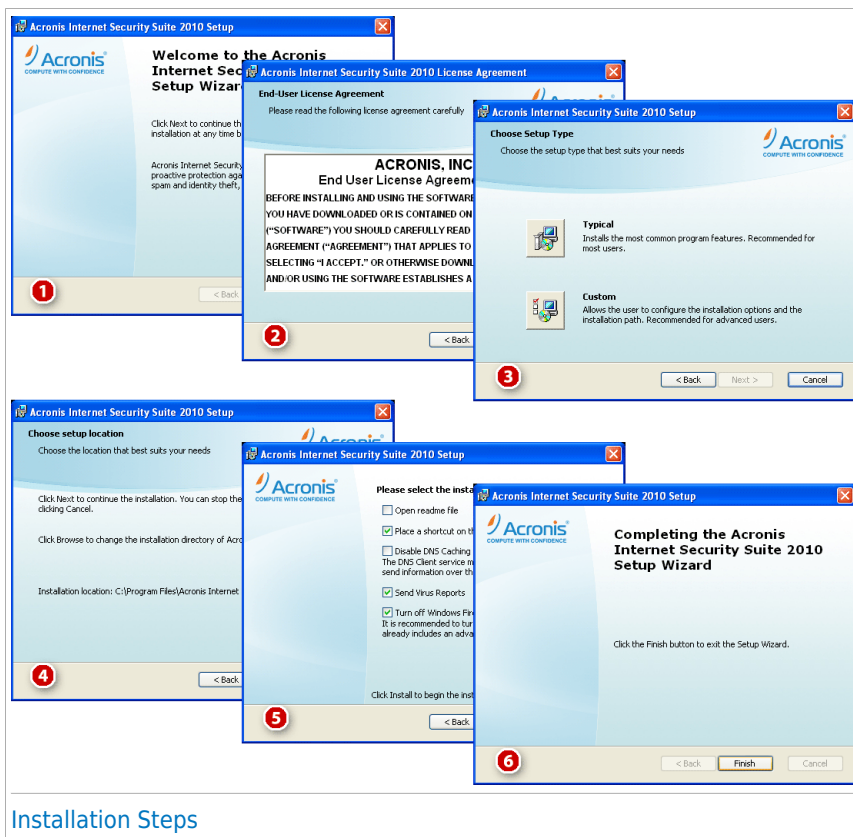 Acronis Internet Security Suite 2010 Setup
Acronis
COMPUTE WITH CONFIDENCE
Welcome to the Acronis
Internet Sec
Setup Wizar
Click Next to continue th
installation at any time b
Acronis Internet Security
proactive protection aga
spam and identity theft,
< Back
1
Acronis Internet Security Suite 2010 License Agreement
End-User License Agreement
Please read the following license agreement carefully
ACRONIS, INC
End User License Agreem
BEFORE INSTALLING AND USING THE SOFTWARE
YOU HAVE DOWNLOADED OR IS CONTAINED ON
("SOFTWARE") YOU SHOULD CAREFULLY READ
AGREEMENT ("AGREEMENT") THAT APPLIES TO
SELECTING "I ACCEPT." OR OTHERWISE DOWNL
AND/OR USING THE SOFTWARE ESTABLISHES A
< Back
2
Acronis Internet Security Suite 2010 Setup
Choose Setup Type
Choose the setup type that best suits your needs
Acronis
COMPUTE WITH CONFIDENCE
Typical
Installs the most common program features. Recommended for
most users.
Custom
Allows the user to configure the installation options and the
installation path. Recommended for advanced users.
3
< Back Next > Cancel
Acronis Internet Security Suite 2010 Setup
Choose setup location
Choose the location that best suits your needs
Click Next to continue the installation. You can stop the
clicking Cancel.
Click Browse to change the installation directory of Acro
Installation location: C:\Program Files\Acronis Internet
< Back
4
Acronis Internet Security Suite 2010 Setup
Acronis
COMPUTE WITH CONFIDENCE
Please select the insta
Open readme file
Place a shortcut on th
Disable DNS Caching
The DNS Client service m
send information over th
Send Virus Reports
Turn off Windows Fire
It is recommended to tur
already includes an adva
Click Install to begin the inst
< Back
5
Acronis Internet Security Suite 2010 Setup
Acronis
COMPUTE WITH CONFIDENCE
Completing the Acronis
Internet Security Suite 2010
Setup Wizard
Click the Finish button to exit the Setup Wizard.
6
< Back Finish Cancel
Installation Steps